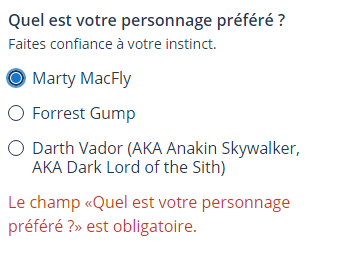 Quel est votre personnage préféré ?
Faites confiance à votre instinct.
Marty MacFly
Forrest Gump
Darth Vador (AKA Anakin Skywalker,
AKA Dark Lord of the Sith)
Le champ «Quel est votre personnage
préféré ?» est obligatoire.